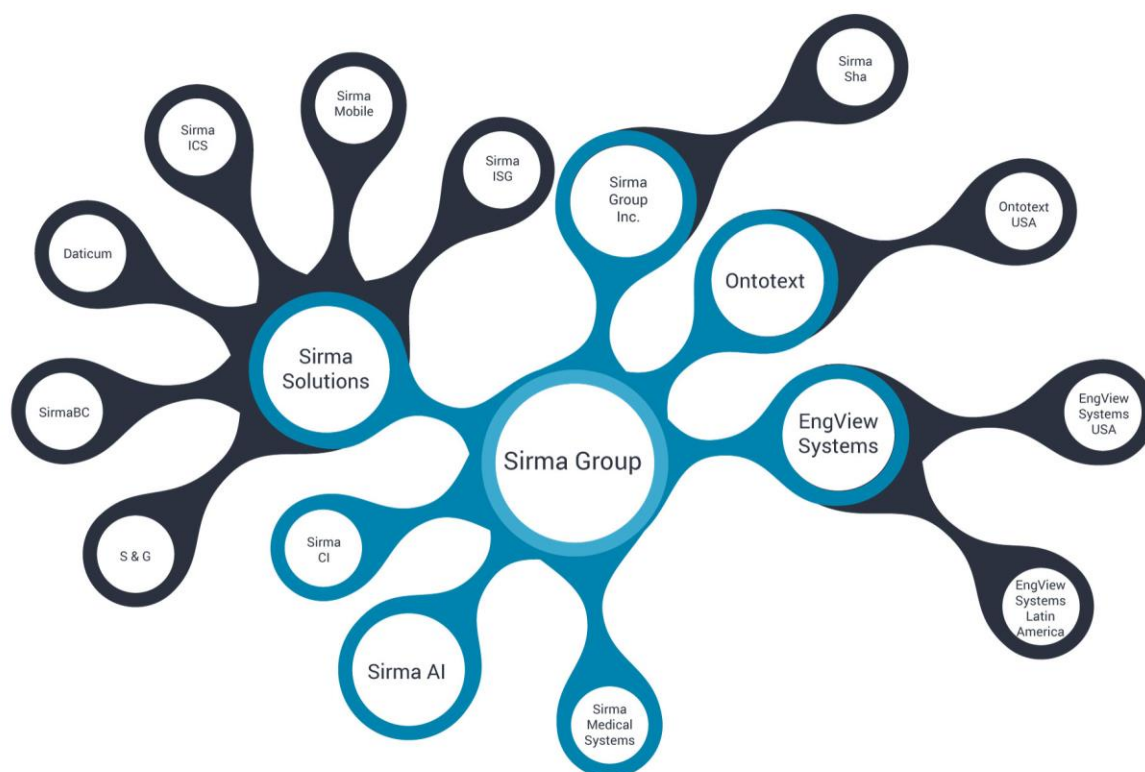 Sirma
Sha
Sirma
Mobile
Sirma
ICS
Sirma
ISG
Sirma
Group
Inc.
Ontotext
USA
Daticum
Ontotext
Sirma
Solutions
SirmaBC
EngView
Systems
EngView
Systems
USA
Sirma Group
S & G
Sirma
CI
EngView
Systems
Latin
America
Sirma AI
Sirma
Medical
Systems